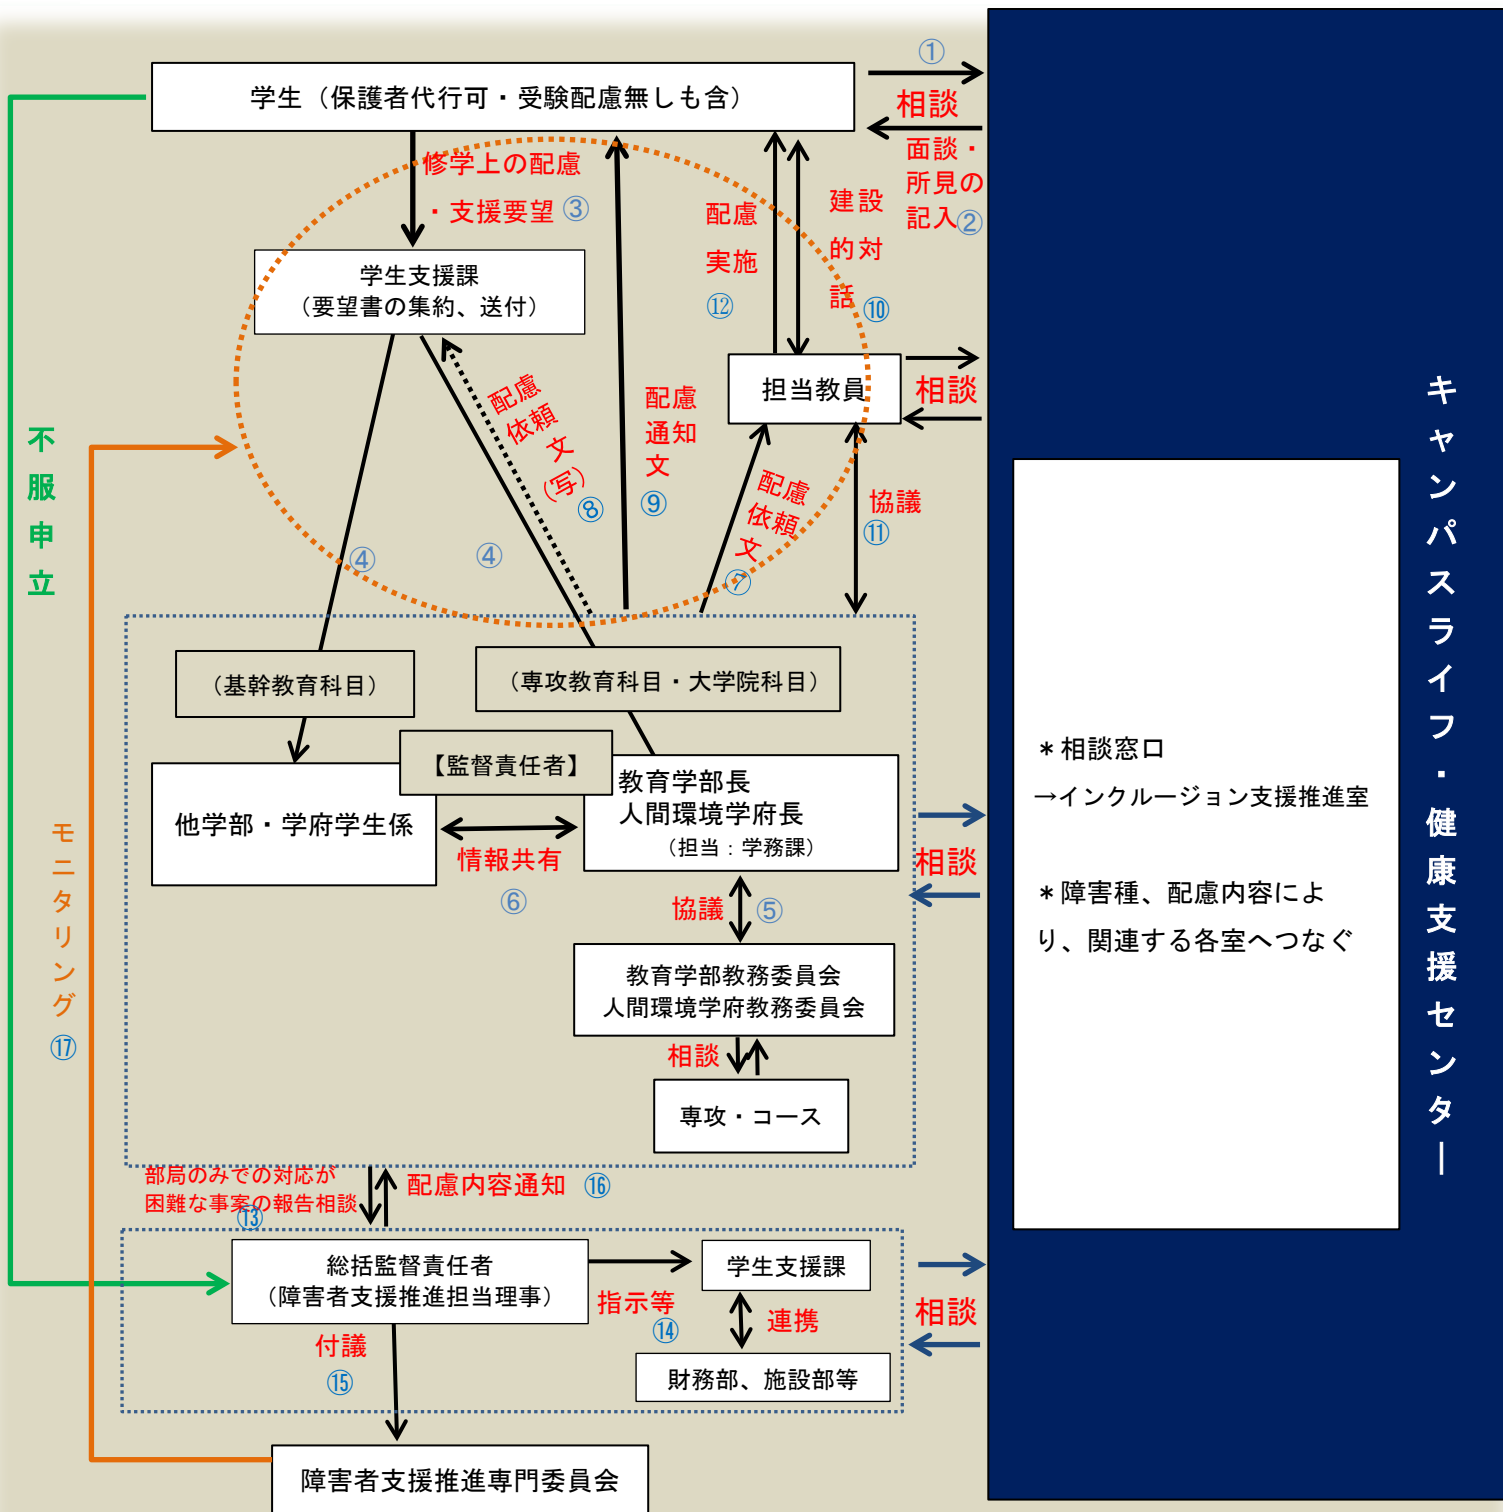 ①
学生（保護者代行可・受験配慮無しも含）
相談
面談・
所見の
記入②
修学上の配慮
・支援要望③
配慮
実施
⑫
建設
的対
話⑩
学生支援課
（要望書の集約、送付）
担当教員
相談
配慮
依頼
文
（写）
⑧
配慮
通知
文
⑨
配慮
依頼
文
⑦
協議
⑪
④
④
不服申立
キャンパスライフ・健康支援センター
（基幹教育科目）
（専攻教育科目・大学院科目）
【監督責任者】
他学部・学府学生係
教育学部長
人間環境学府長
（担当：学務課）
情報共有
⑥
相談
＊相談窓口
→インクルージョン支援推進室
＊障害種、配慮内容によ
り、関連する各室へつなぐ
協議
⑤
モニタリング
⑰
教育学部教務委員会
人間環境学府教務委員会
相談
専攻・コース
部局のみでの対応が
困難な事案の報告相談
⑬
配慮内容通知
⑯
総括監督責任者
（障害者支援推進担当理事）
指示等
⑭
学生支援課
連携
財務部、施設部等
相談
付議
⑮
障害者支援推進専門委員会